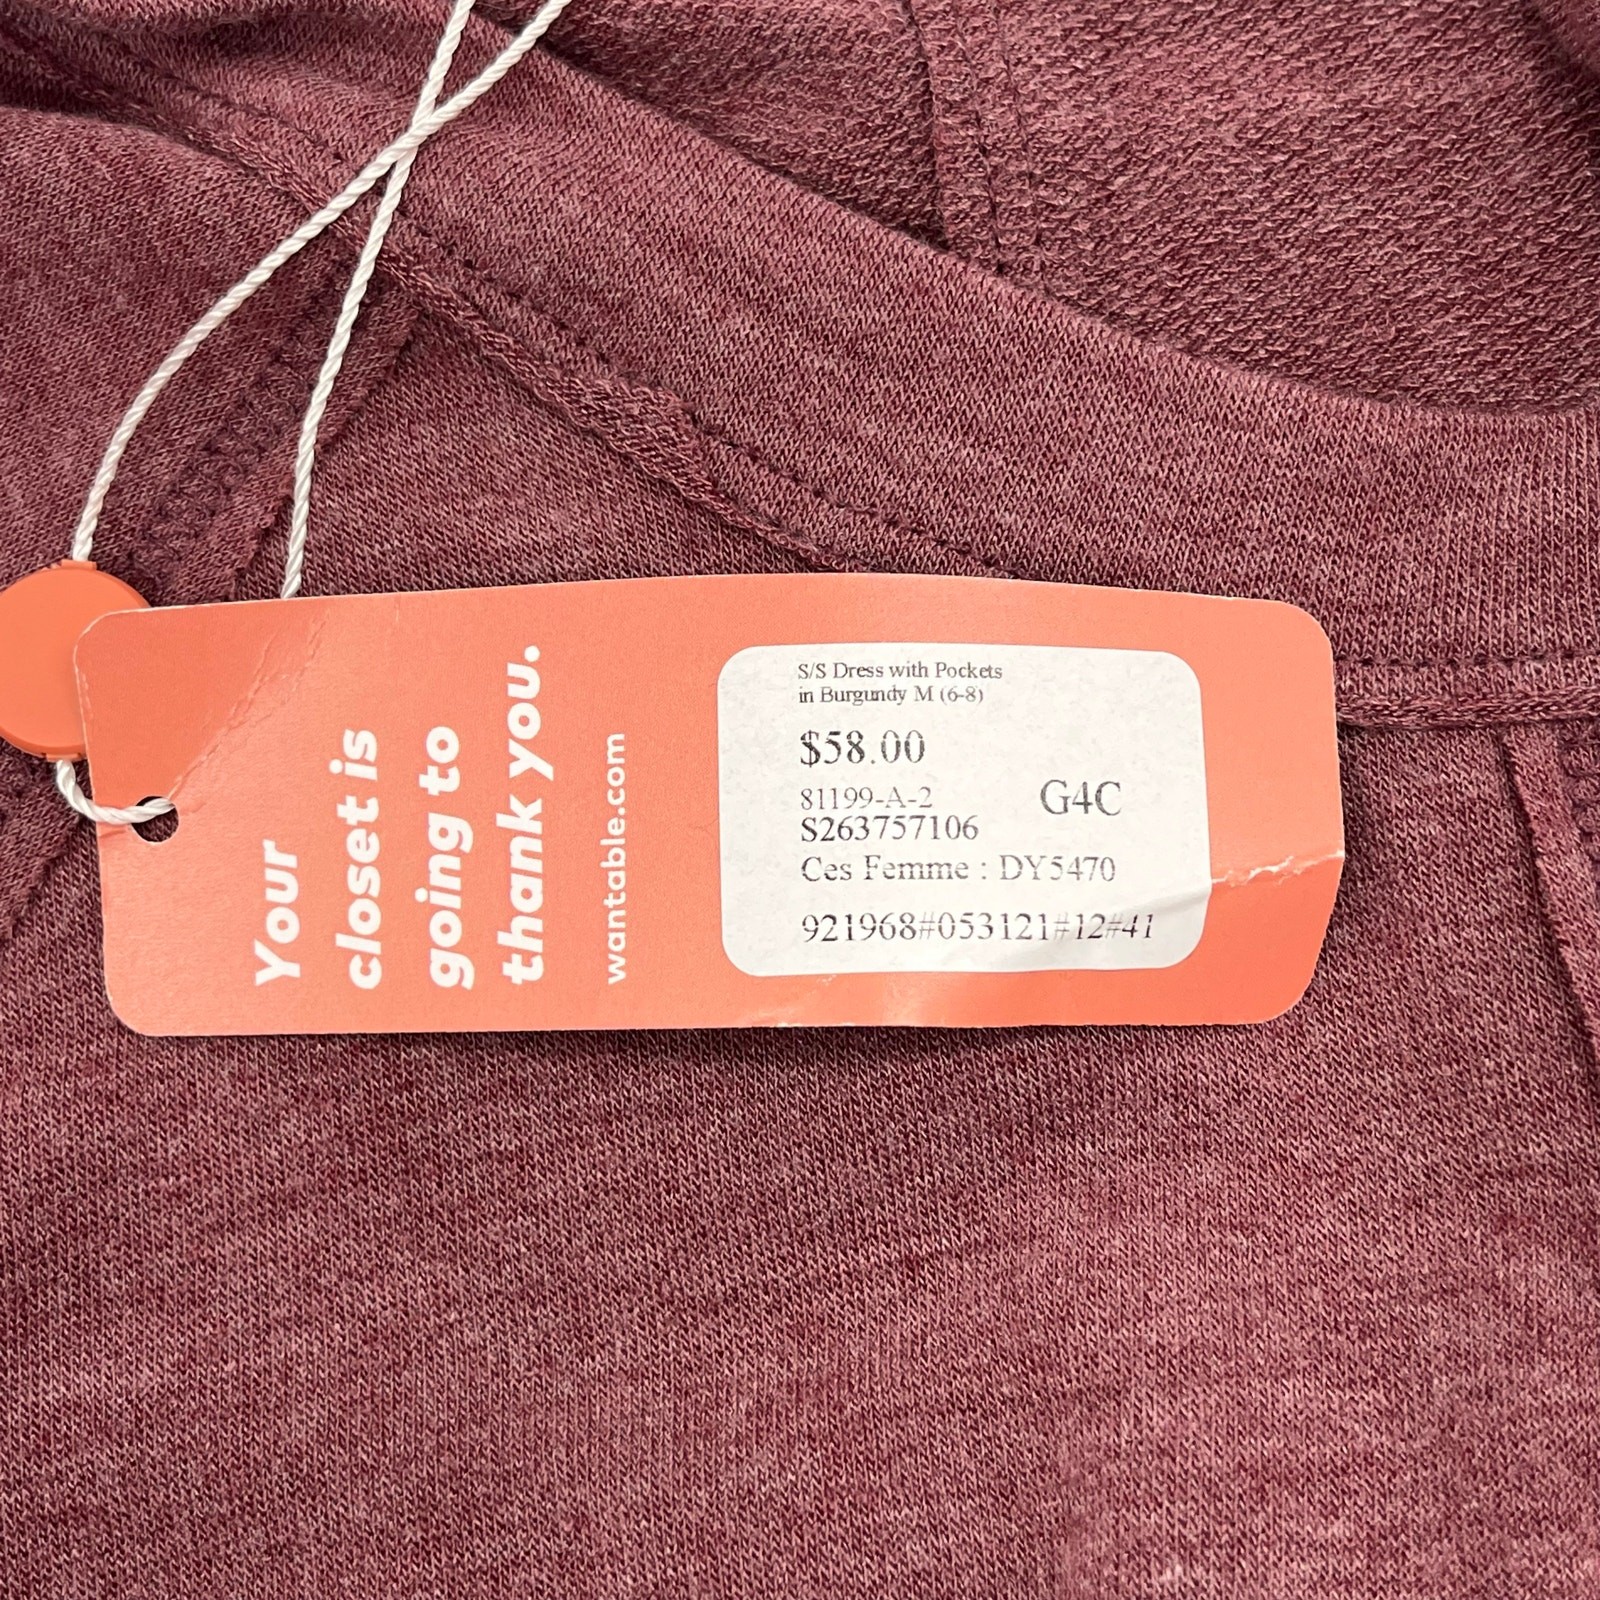 Your
closet is
going to
thank you.
wantable.com
S/S Dress with Pockets
in Burgundy M (6-8)
$58.00
81199-A-2
G4C
S263757106
Ces Femme : DY5470
921968#053121#12#41